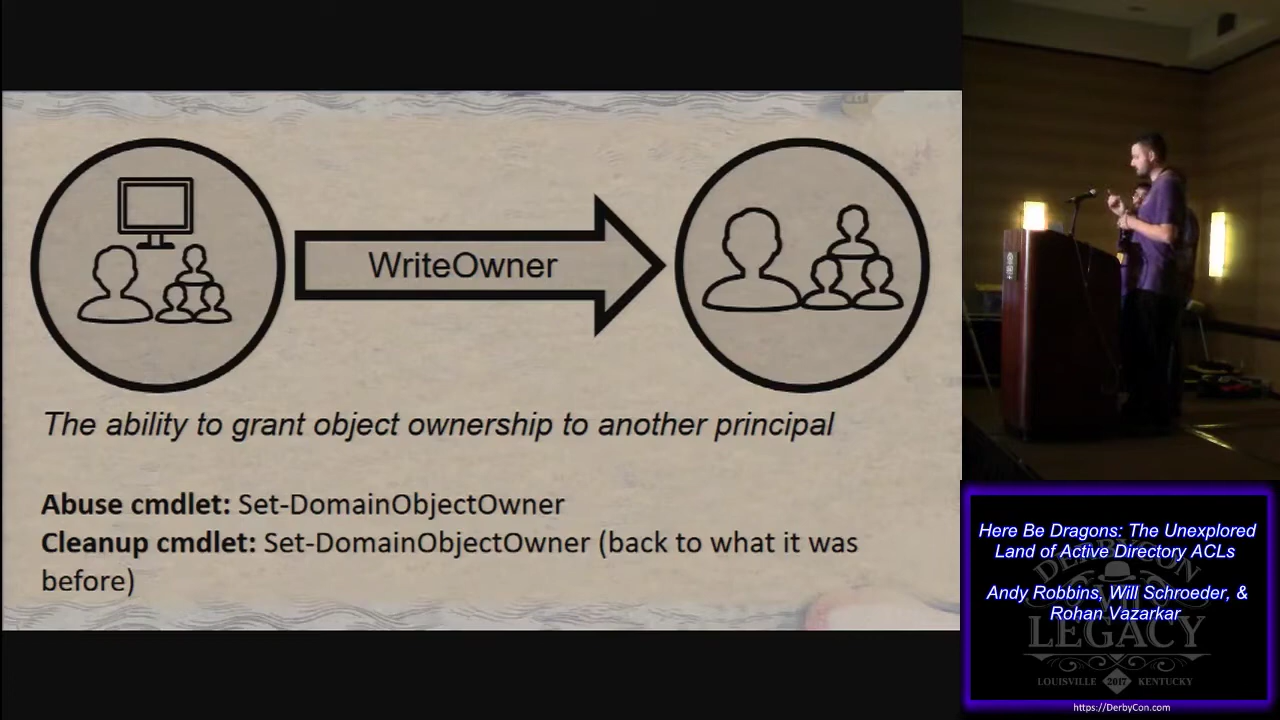 WriteOwner
The ability to grant object ownership to another principal
Abuse cmdlet: Set-DomainObjectOwner
Cleanup cmdlet: Set-DomainObjectOwner (back to what it was
before)
Here Be Dragons: The Unexplored
Land of Active Directory ACLs
Andy Robbins, Will Schroeder, &
Rohan Vazarkar
DERBYCON
LEGACY
LOUISVILLE 2017 KENTUCKY
https://DerbyCon.com